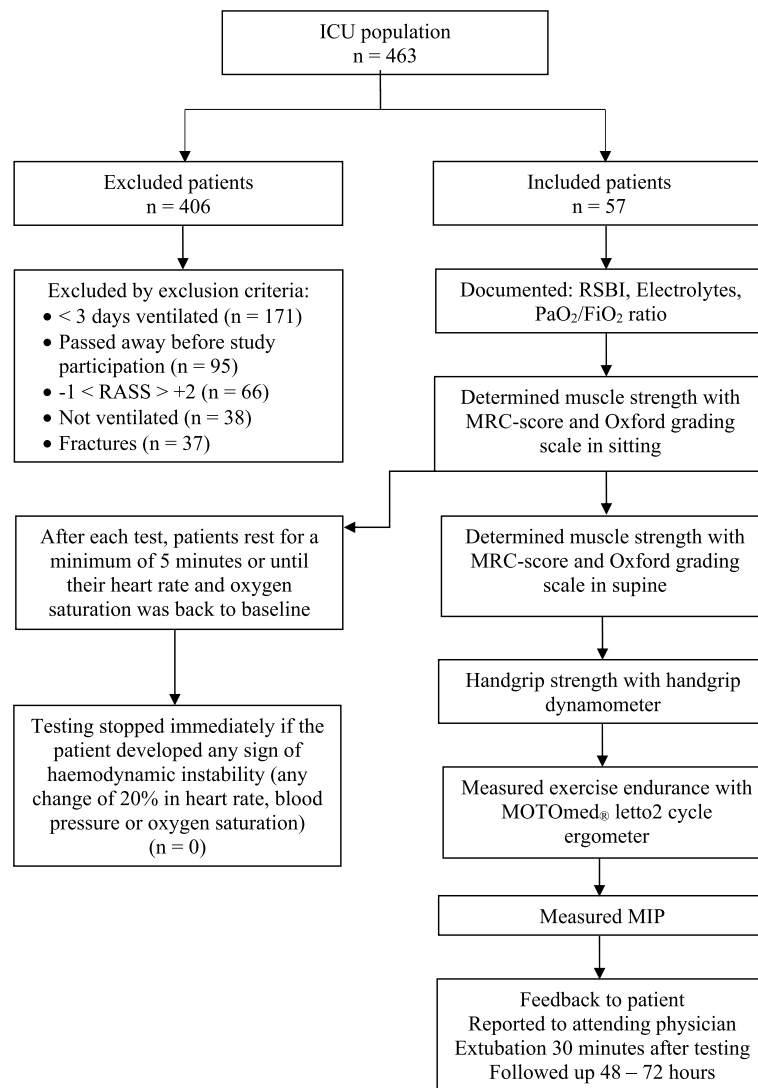 ICU population
n = 463
Excluded patients
n = 406
Included patients
n = 57
Excluded by exclusion criteria:
• < 3 days ventilated (n = 171)
• Passed away before study
participation (n = 95)
• -1 < RASS > +2 (n = 66)
• Not ventilated (n = 38)
• Fractures (n = 37)
Documented: RSBI, Electrolytes,
PaO₂/FiO₂ ratio
Determined muscle strength with
MRC-score and Oxford grading
scale in sitting
After each test, patients rest for a
minimum of 5 minutes or until
their heart rate and oxygen
saturation was back to baseline
Determined muscle strength with
MRC-score and Oxford grading
scale in supine
Testing stopped immediately if the
patient developed any sign of
haemodynamic instability (any
change of 20% in heart rate, blood
pressure or oxygen saturation)
(n = 0)
Handgrip strength with handgrip
dynamometer
Measured exercise endurance with
MOTOmed® letto2 cycle
ergometer
Measured MIP
Feedback to patient
Reported to attending physician
Extubation 30 minutes after testing
Followed up 48 – 72 hours